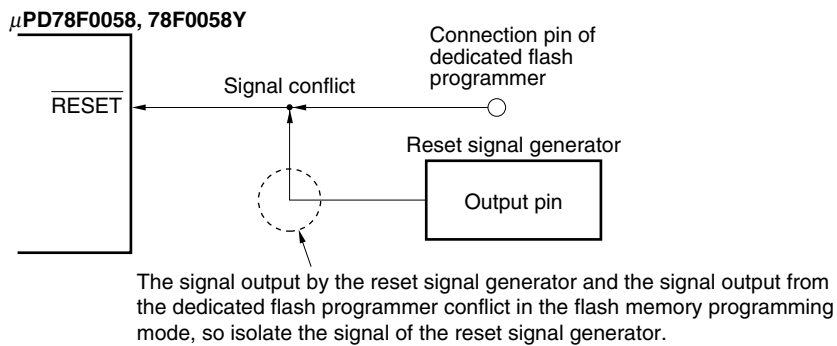 μPD78F0058, 78F0058Y
Connection pin of
dedicated flash
programmer
Signal conflict
RESET
Reset signal generator
Output pin
The signal output by the reset signal generator and the signal output from
the dedicated flash programmer conflict in the flash memory programming
mode, so isolate the signal of the reset signal generator.